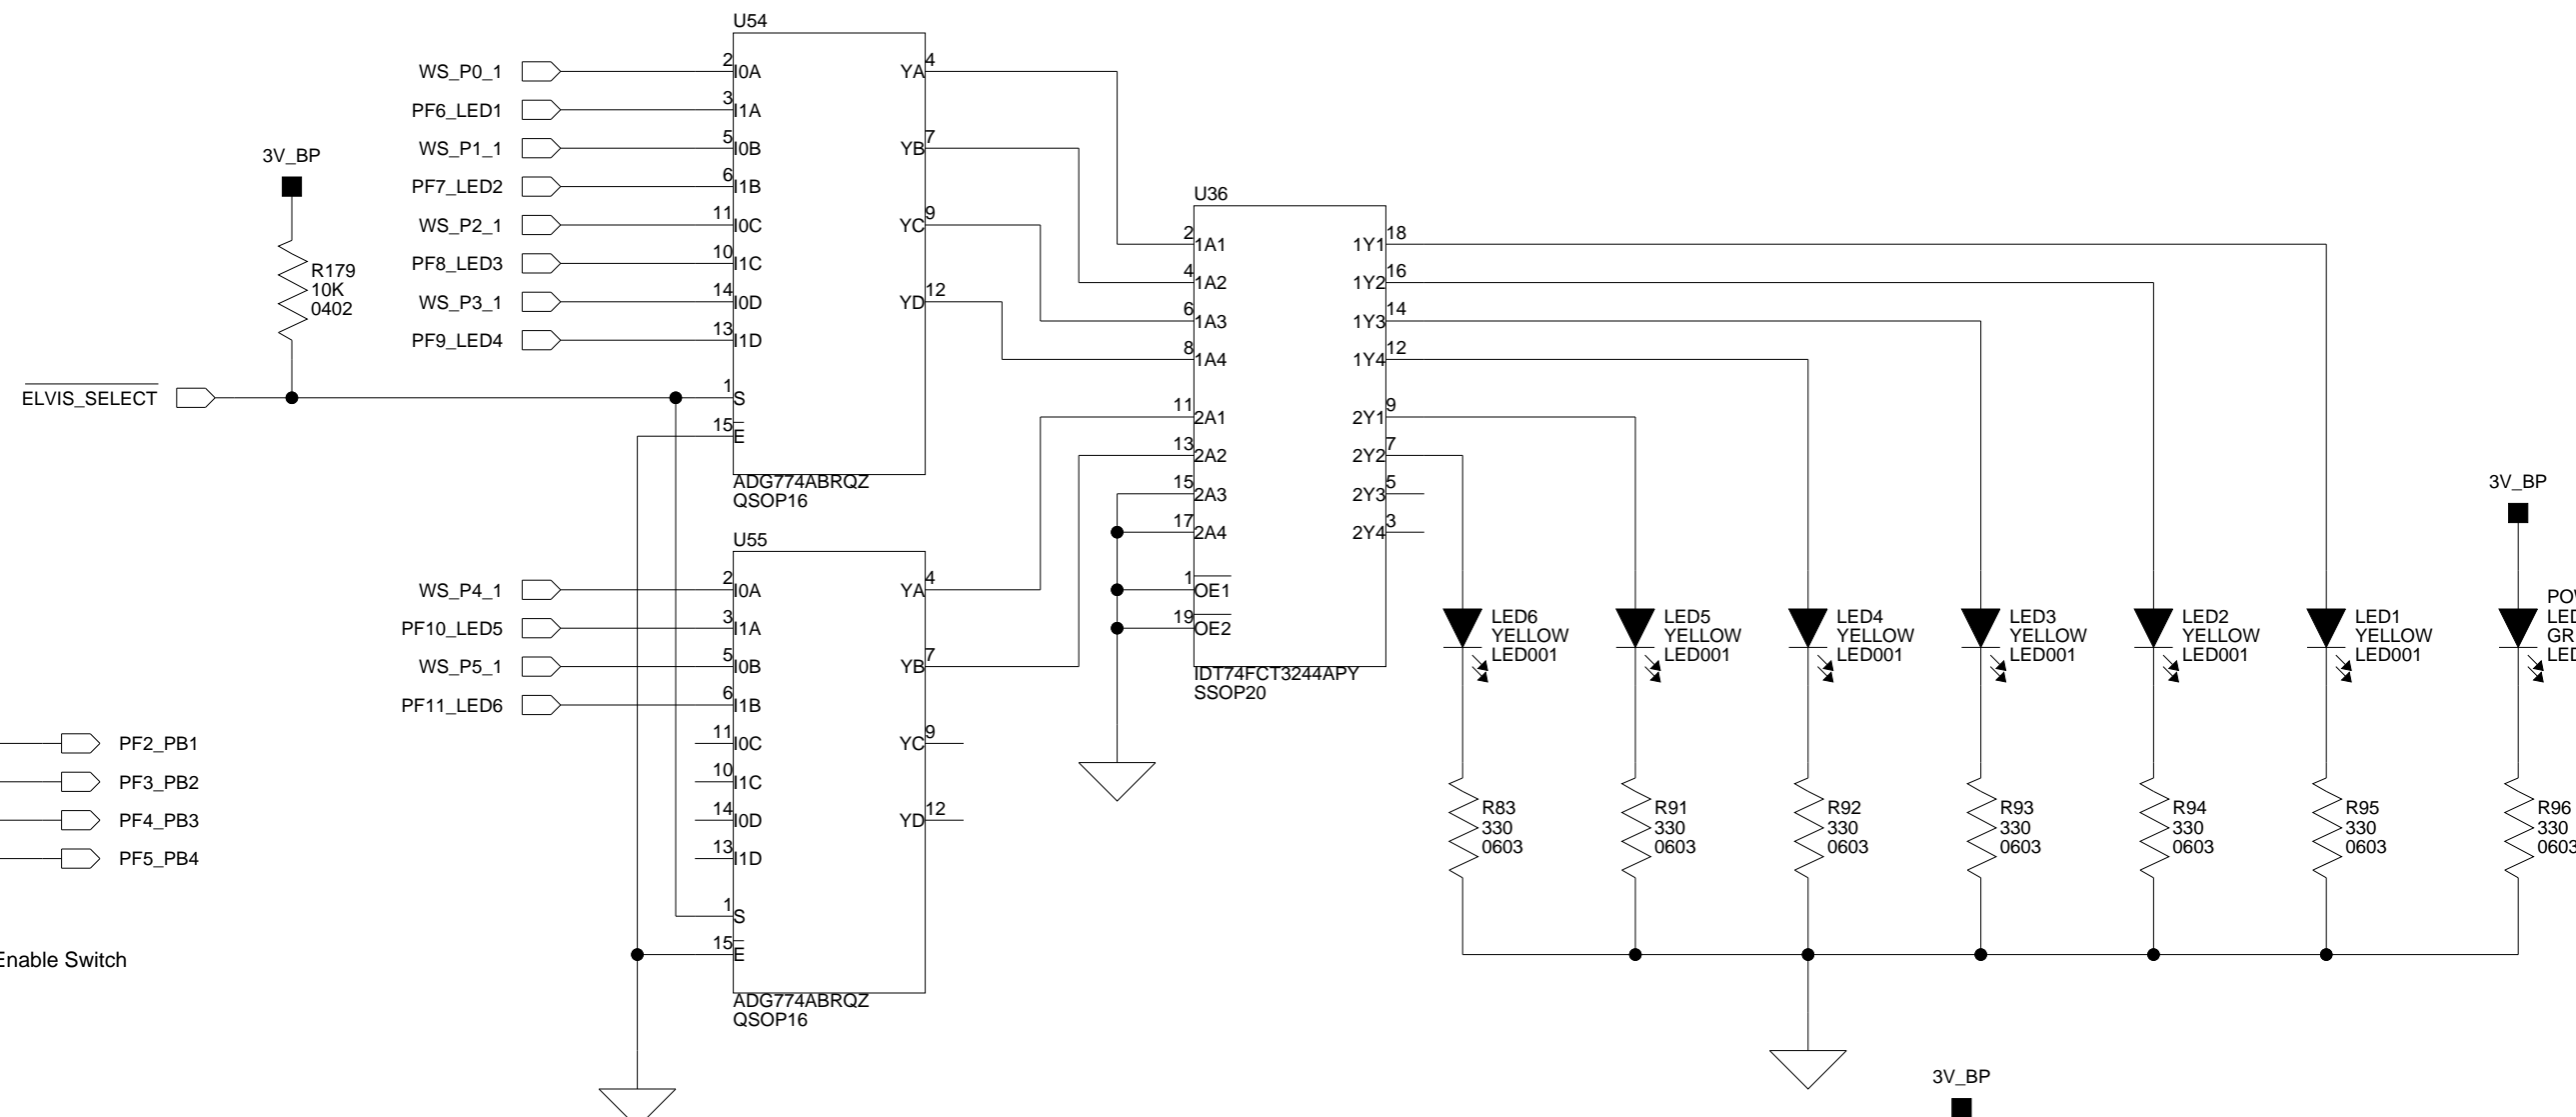 U54
WS_P0_1
2
I0A
YA
4
PF6_LED1
3
I1A
WS_P1_1
5
I0B
YB
7
PF7_LED2
6
I1B
WS_P2_1
11
I0C
YC
9
PF8_LED3
10
I1C
WS_P3_1
14
I0D
YD
12
PF9_LED4
13
I1D
3V_BP
R179
10K
0402
ELVIS_SELECT
1
S
15
E
ADG774ABRQZ
QSOP16
U55
WS_P4_1
2
I0A
YA
4
PF10_LED5
3
I1A
WS_P5_1
5
I0B
YB
7
PF11_LED6
6
I1B
11
I0C
YC
9
10
I1C
14
I0D
YD
12
13
I1D
1
S
15
E
ADG774ABRQZ
QSOP16
PF2_PB1
PF3_PB2
PF4_PB3
PF5_PB4
Enable Switch
U36
2
1A1
1Y1
18
4
1A2
1Y2
16
6
1A3
1Y3
14
8
1A4
1Y4
12
11
2A1
2Y1
9
13
2A2
2Y2
7
15
2A3
2Y3
5
17
2A4
2Y4
3
1
OE1
19
OE2
IDT74FCT3244APY
SSOP20
LED6
YELLOW
LED001
LED5
YELLOW
LED001
LED4
YELLOW
LED001
LED3
YELLOW
LED001
LED2
YELLOW
LED001
LED1
YELLOW
LED001
3V_BP
R83
330
0603
R91
330
0603
R92
330
0603
R93
330
0603
R94
330
0603
R95
330
0603
R96
330
0603
3V_BP